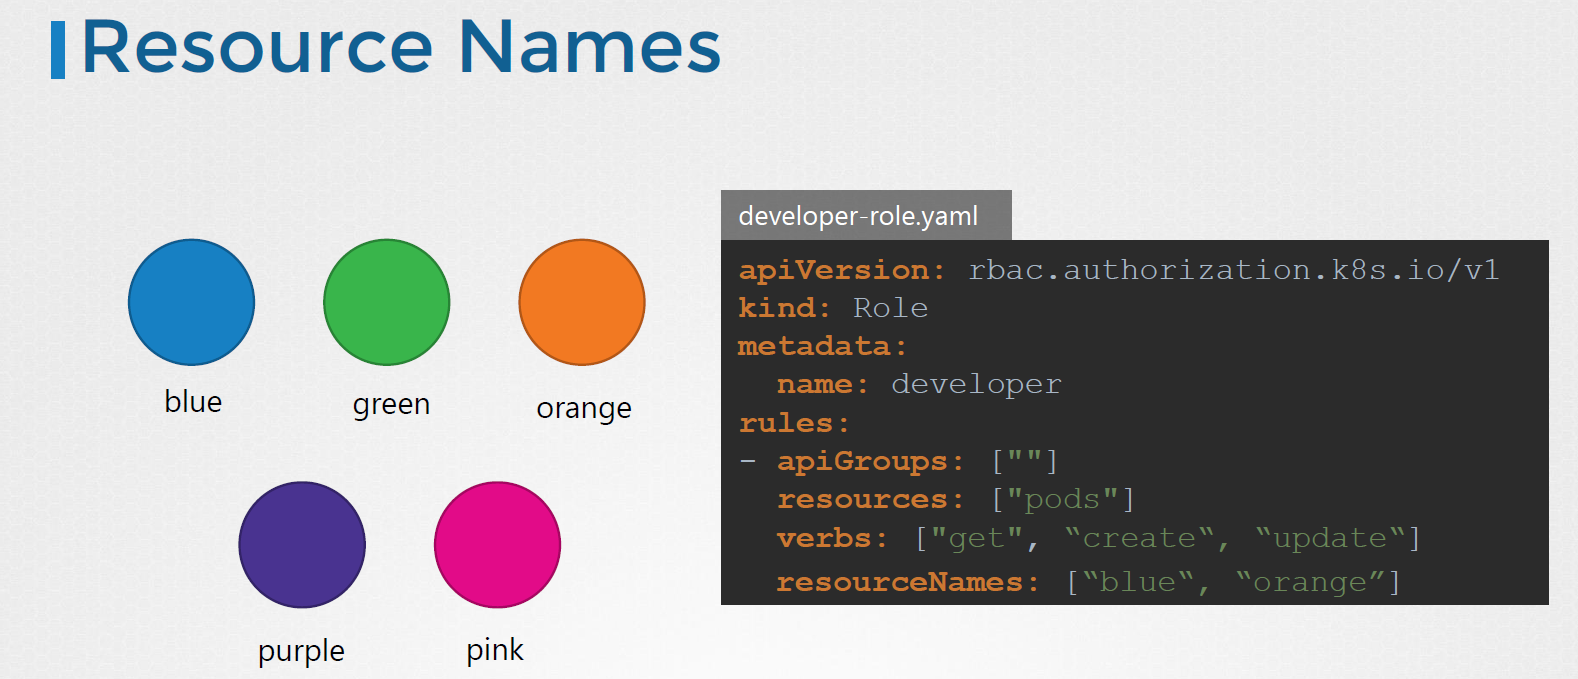 Resource Names
blue
green
orange
purple
pink
developer-role.yaml
apiVersion: rbac.authorization.k8s.io/v1
kind: Role
metadata:
  name: developer
rules:
- apiGroups: [""]
  resources: ["pods"]
  verbs: ["get", “create“, “update“]
  resourceNames: [“blue“, “orange”]